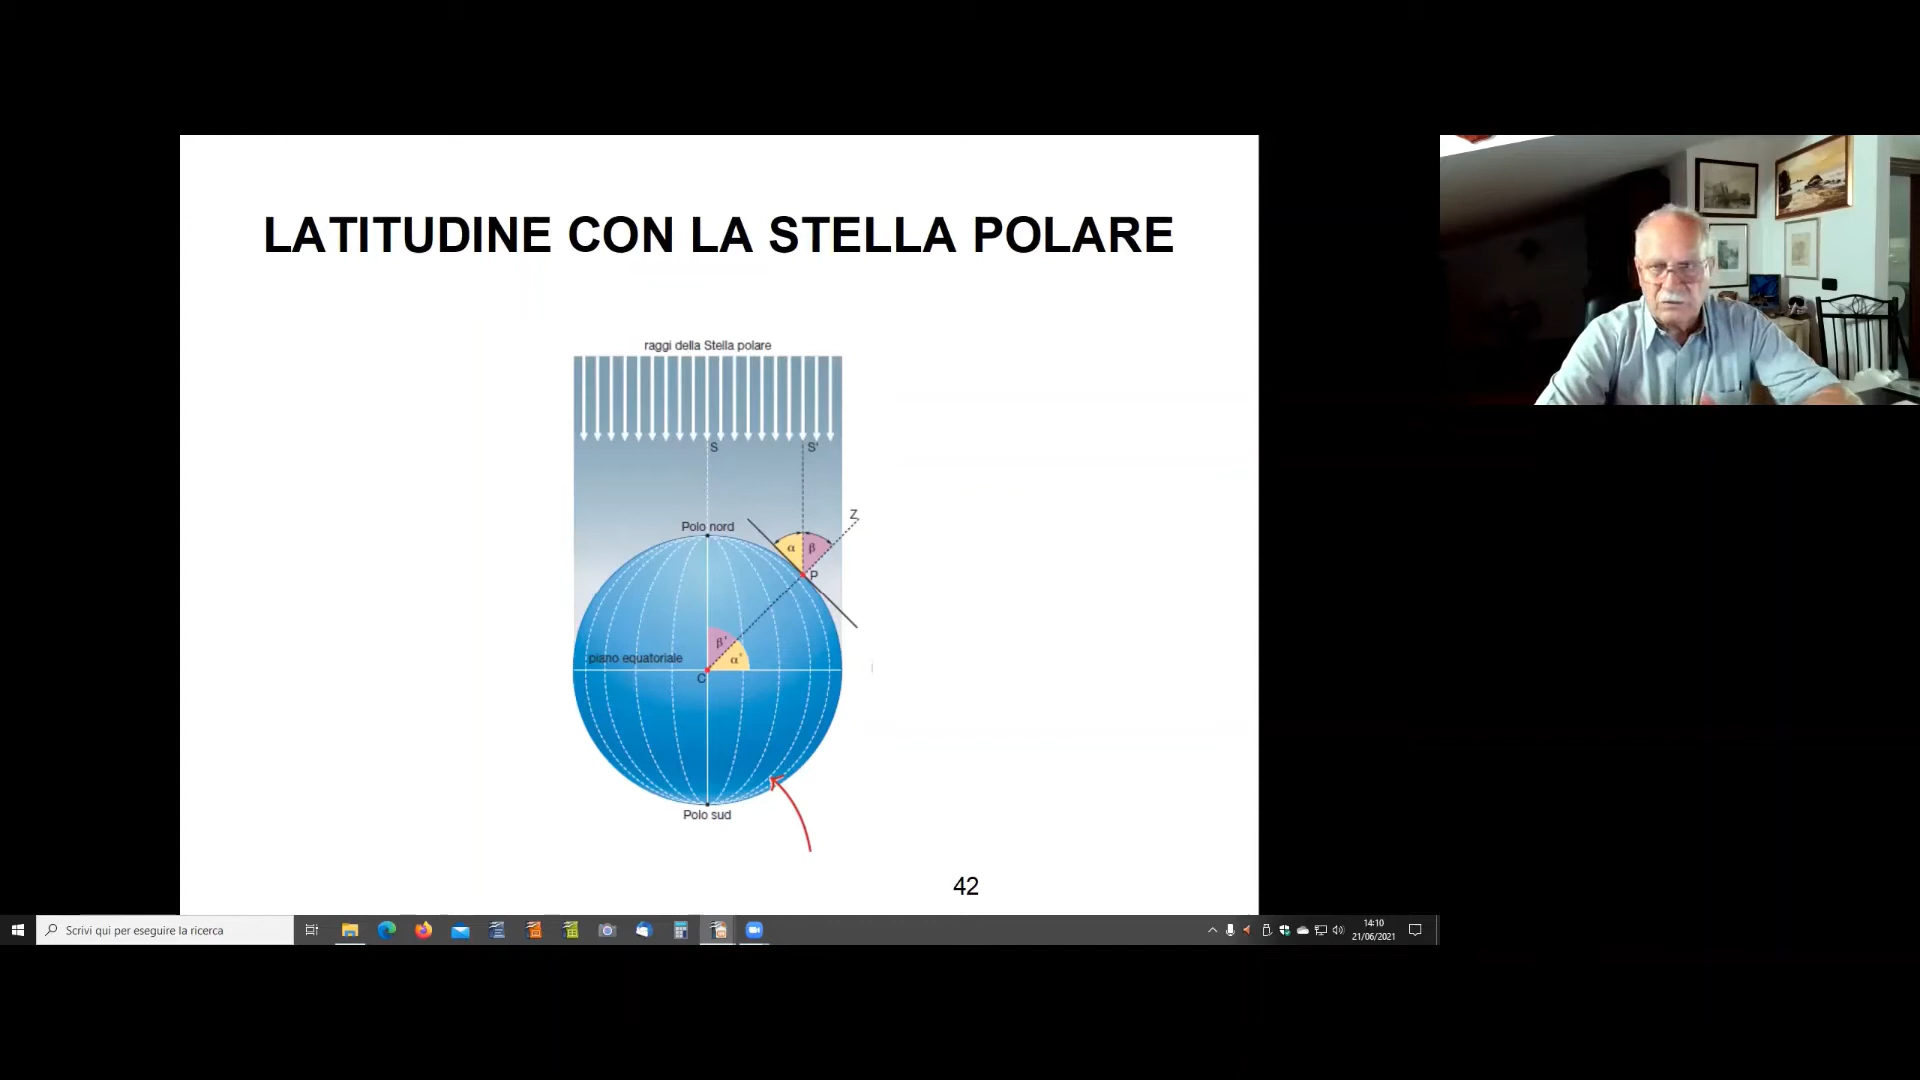 LATITUDINE CON LA STELLA POLARE
raggi della Stella polare
S
S'
Z
Polo nord
α
β
P
β'
piano equatoriale
α'
C
Polo sud
42
Scrivi qui per eseguire la ricerca
14:10
21/06/2021